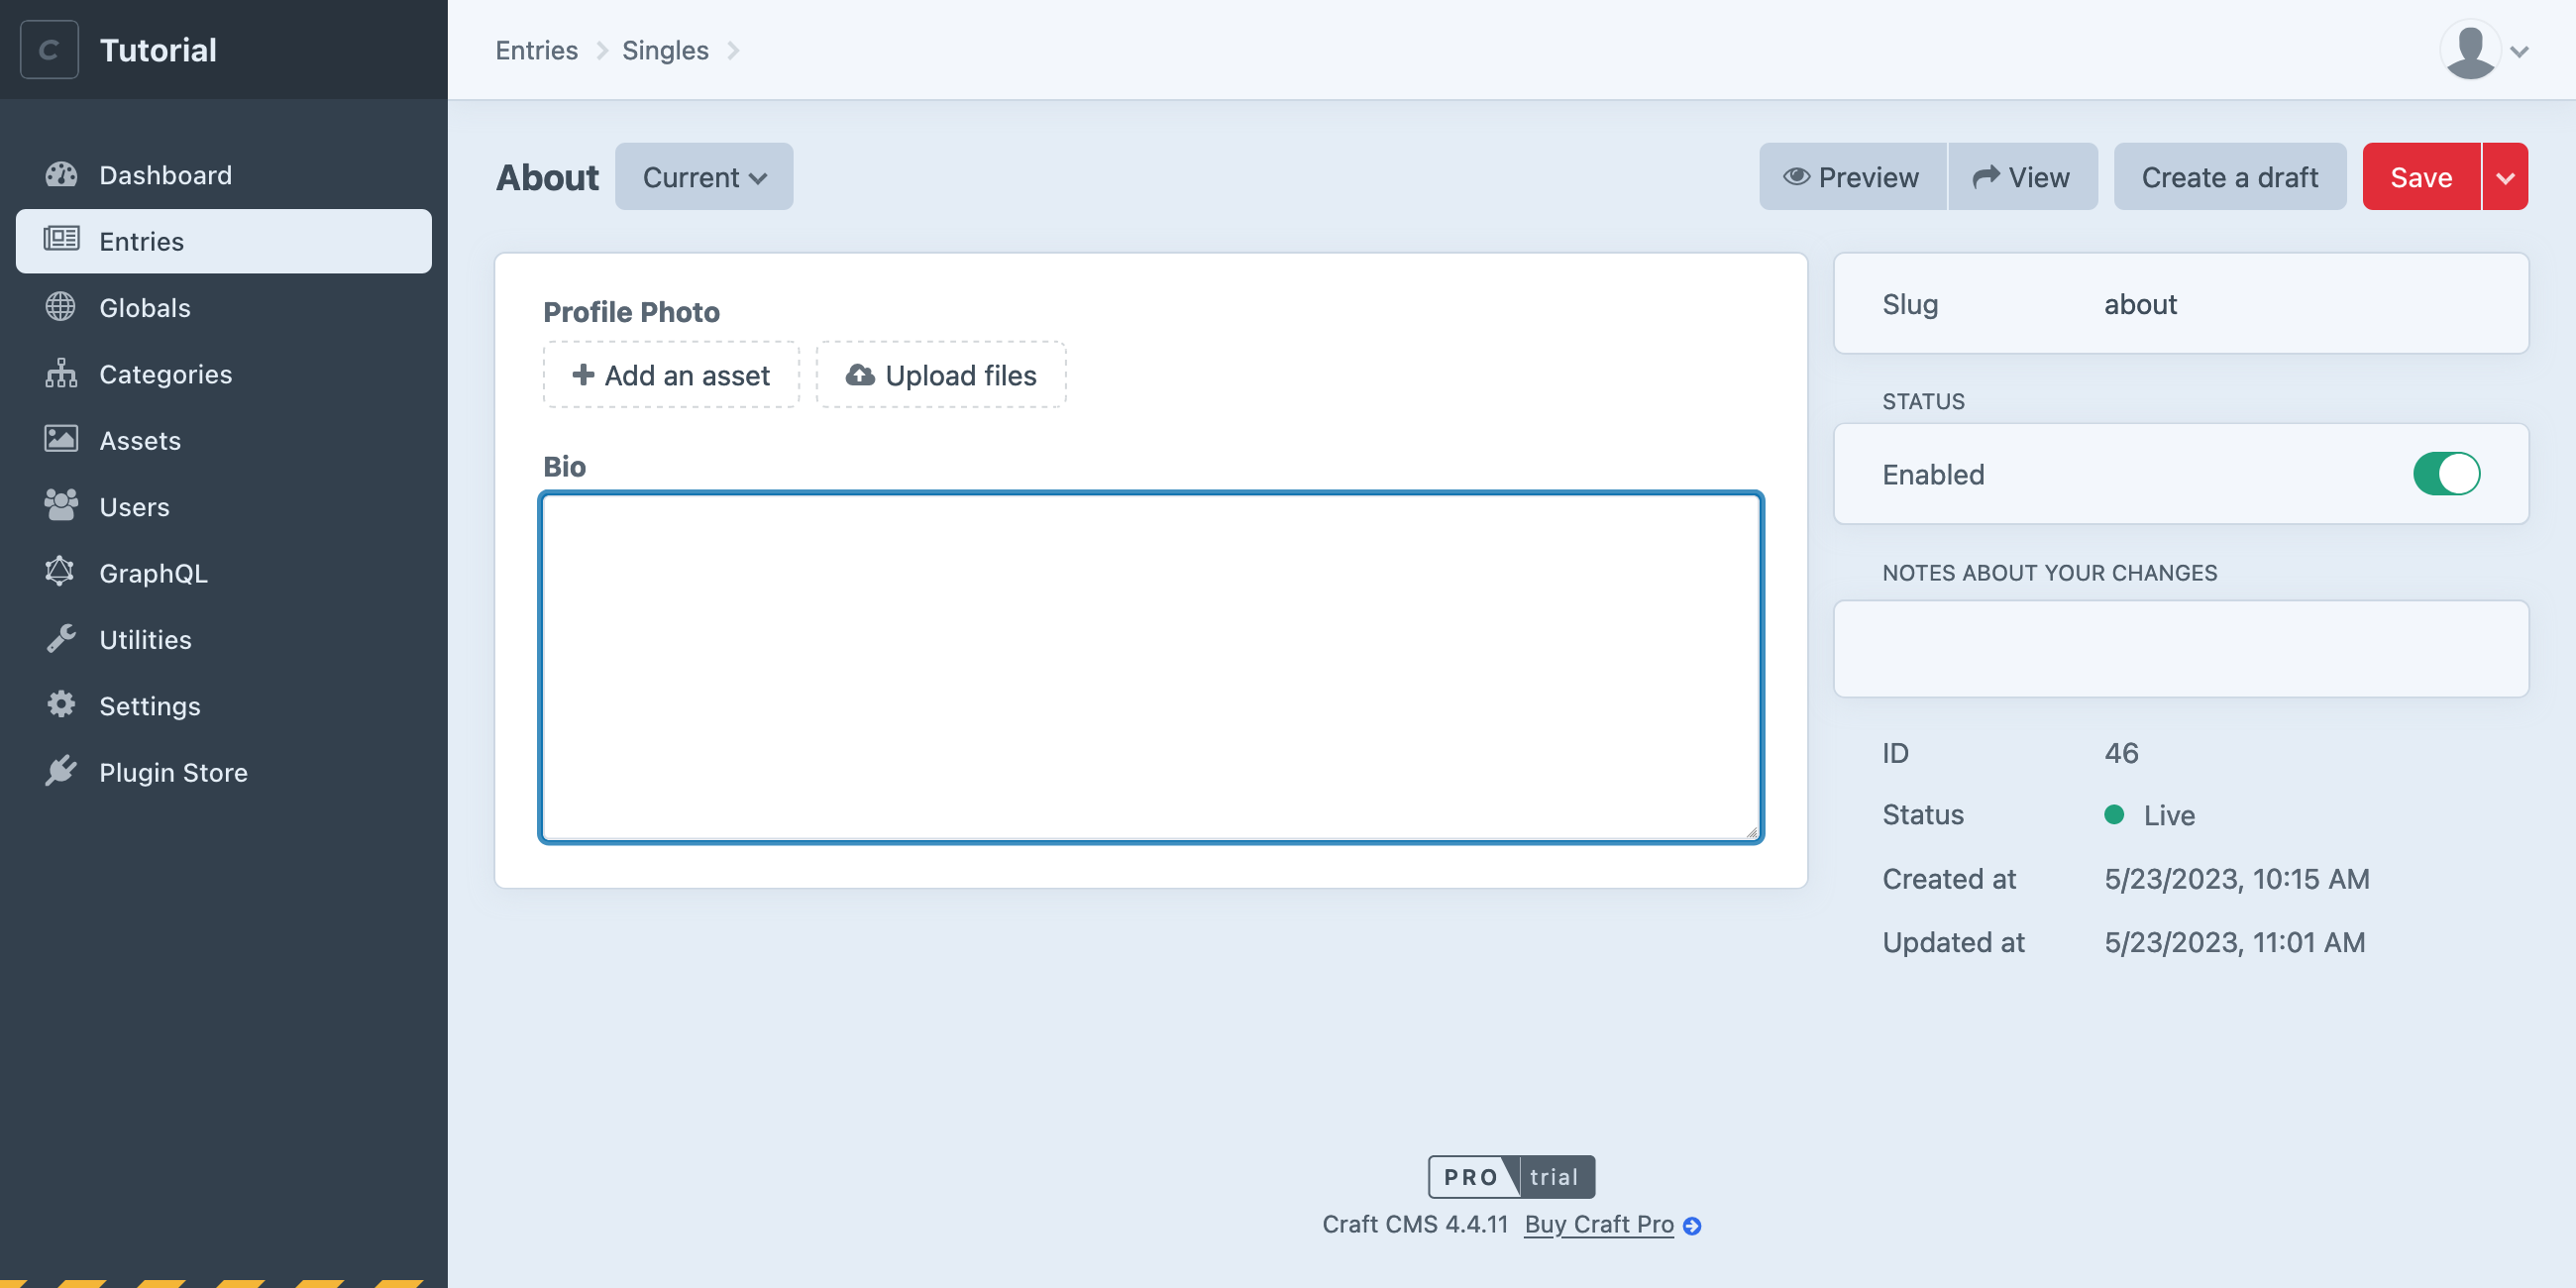 C Tutorial
Entries Singles
Dashboard
Entries
Globals
Categories
Assets
Users
GraphQL
Utilities
Settings
Plugin Store
About Current Preview View Create a draft Save
Profile Photo
Add an asset Upload files
Bio
Slug about
STATUS
Enabled
NOTES ABOUT YOUR CHANGES
ID 46
Status Live
Created at 5/23/2023, 10:15 AM
Updated at 5/23/2023, 11:01 AM
PRO trial
Craft CMS 4.4.11 Buy Craft Pro